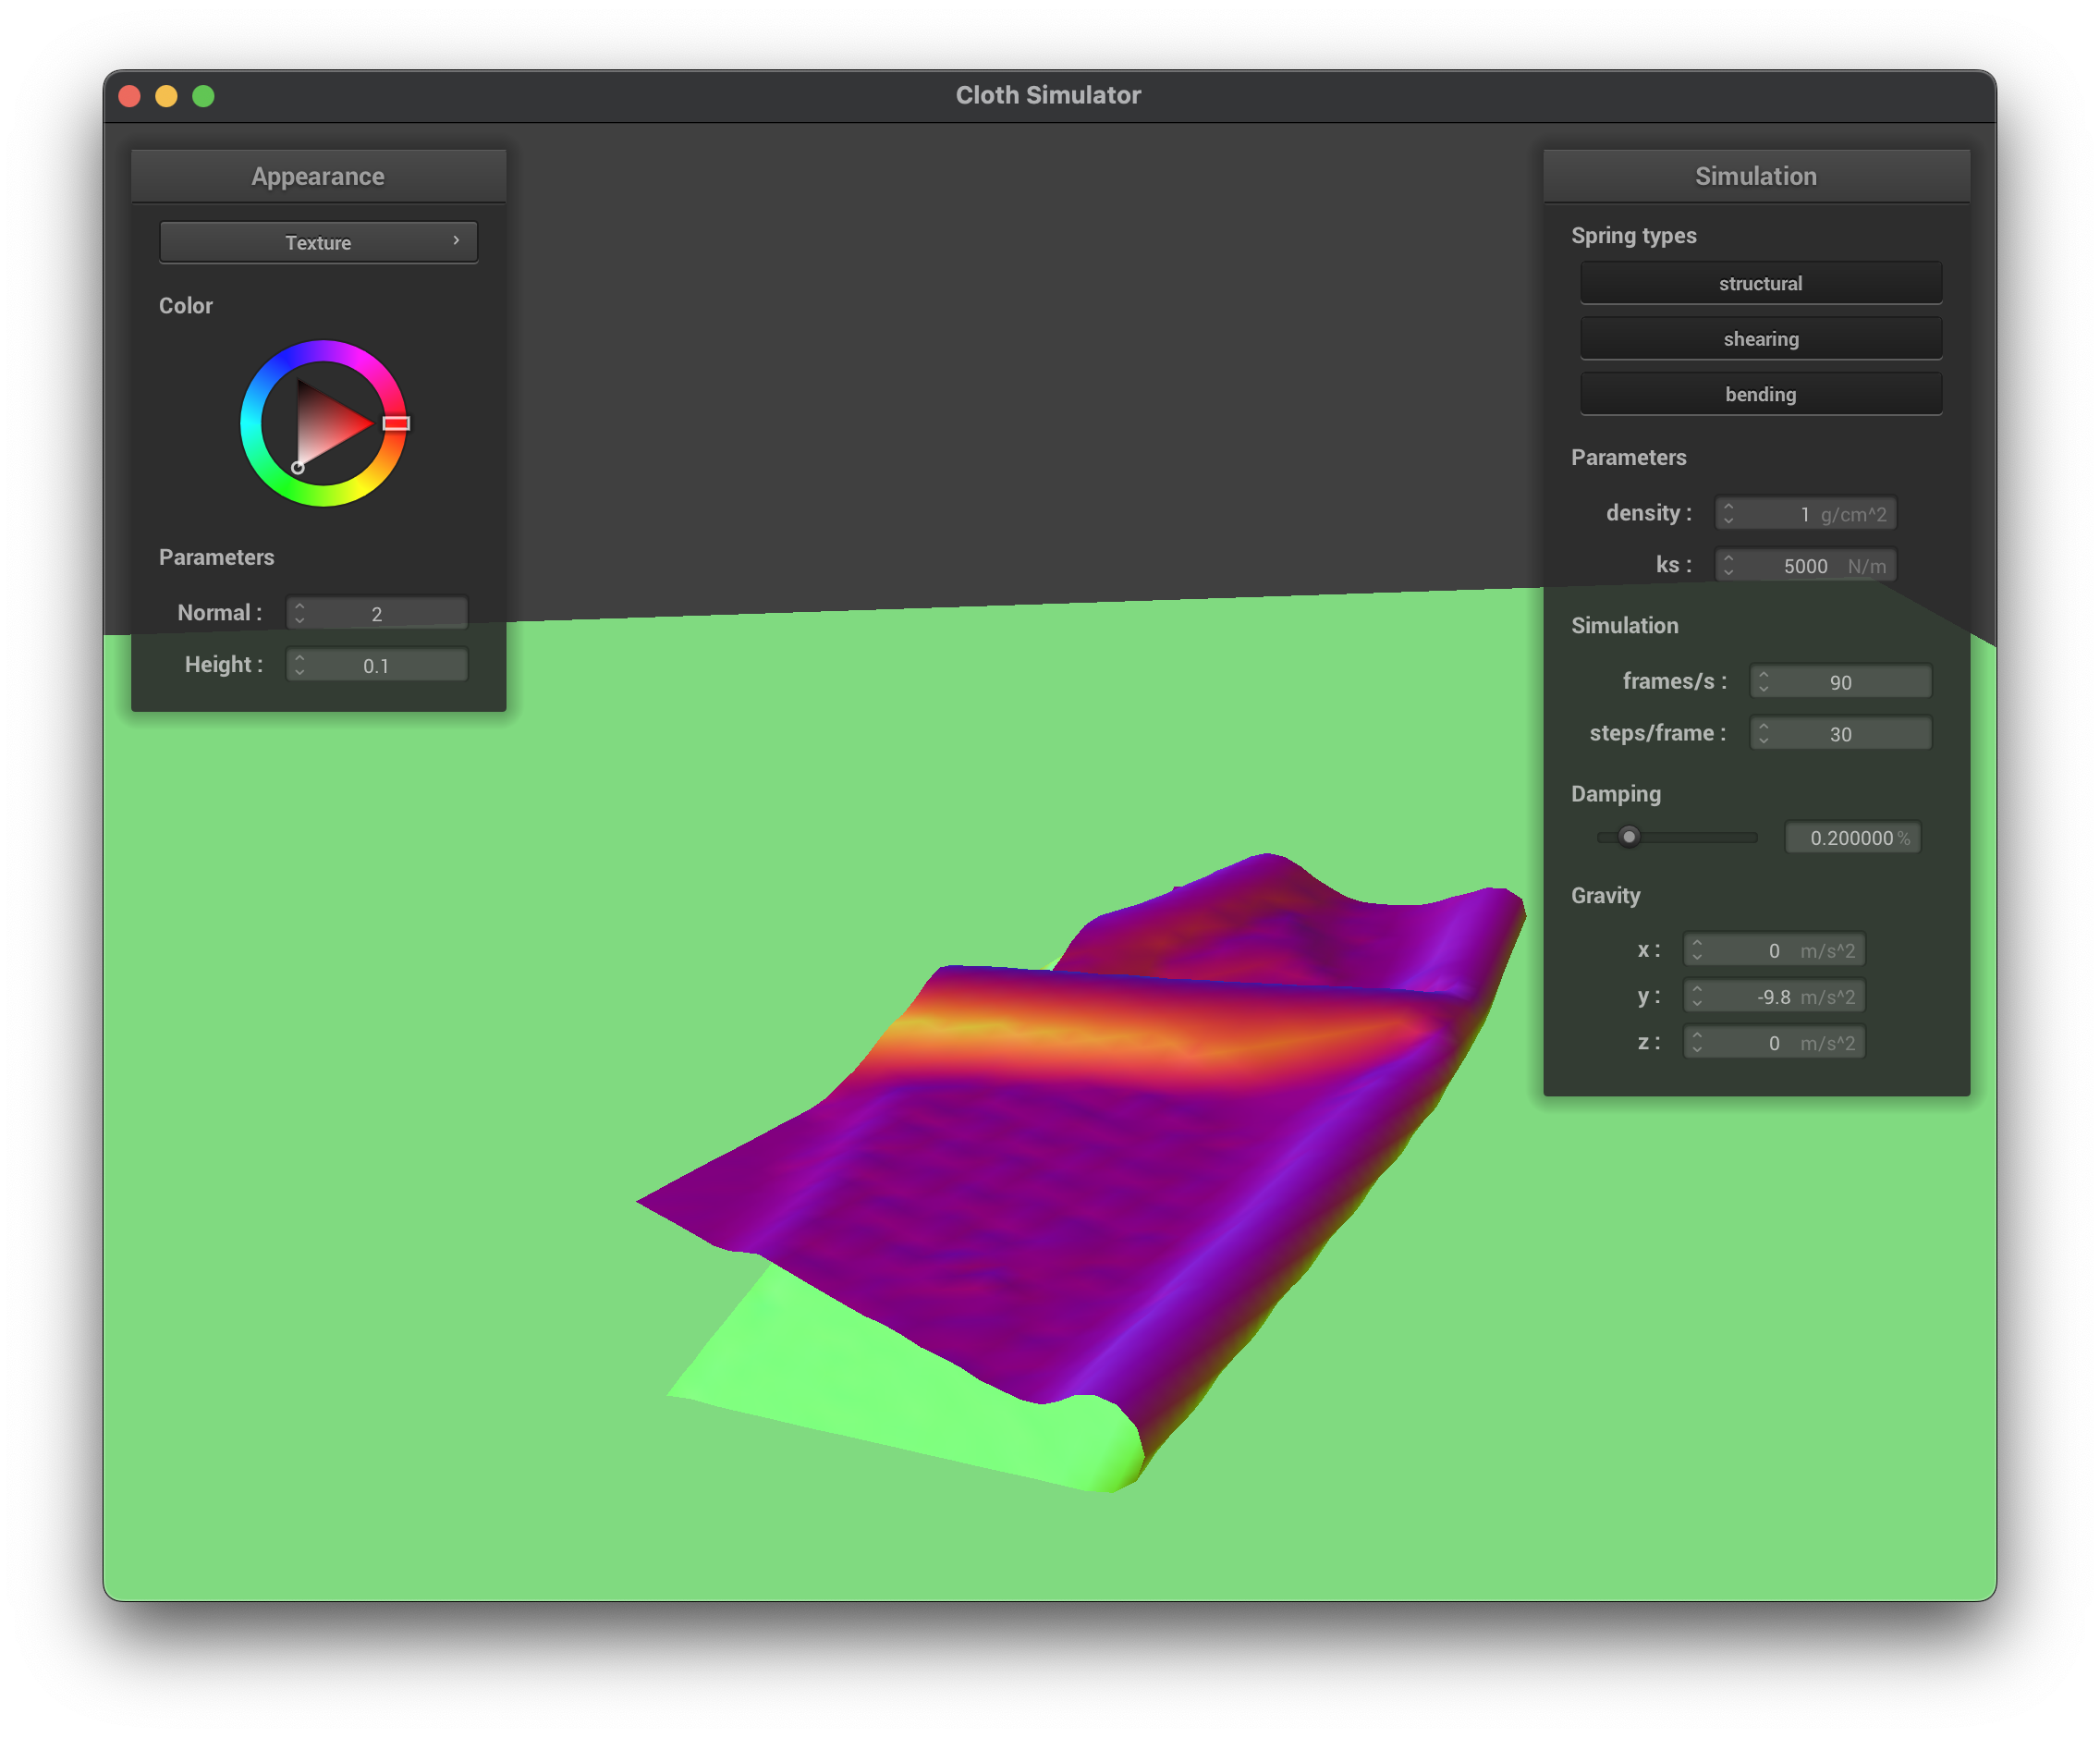 Cloth Simulator
Appearance
Texture
Color
Parameters
Normal : 2
Height : 0.1
Simulation
Spring types
structural
shearing
bending
Parameters
density : 1 g/cm^2
ks : 5000 N/m
Simulation
frames/s : 90
steps/frame : 30
Damping
0.200000 %
Gravity
x : 0 m/s^2
y : -9.8 m/s^2
z : 0 m/s^2